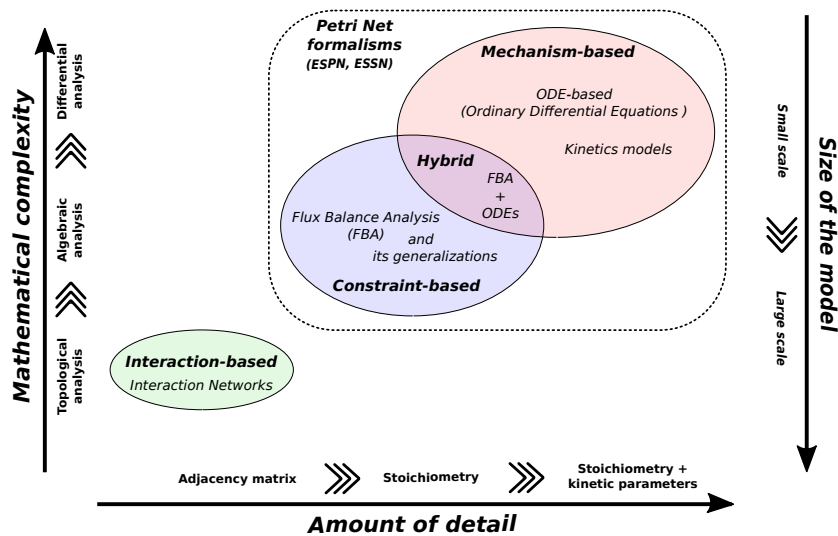 Petri Net
formalisms
(ESPN, ESSN)
Mechanism-based
ODE-based
(Ordinary Differential Equations )
Kinetics models
Hybrid
FBA
+
ODEs
Flux Balance Analysis
(FBA)
and
its generalizations
Constraint-based
Interaction-based
Interaction Networks
Mathematical complexity
Differential
analysis
Algebraic
analysis
Topological
analysis
Small scale
Large scale
Size of the model
Adjacency matrix
Stoichiometry
Stoichiometry +
kinetic parameters
Amount of detail